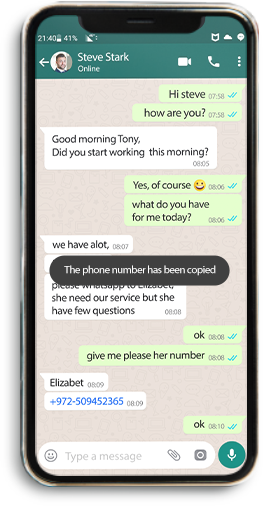 21:40 41%
Steve Stark
Online
Hi steve 07:58
how are you? 07:58
Good morning Tony,
Did you start working this morning?
08:05
Yes, of course 😀 08:06
what do you have
for me today? 08:06
we have alot, 08:07
The phone number has been copied
please whatsapp to Elizabet,
she need our service but she
have few questions 08:08
ok 08:08
give me please her number 08:08
Elizabet 08:09
+972-509452365 08:09
ok 08:10
Type a message